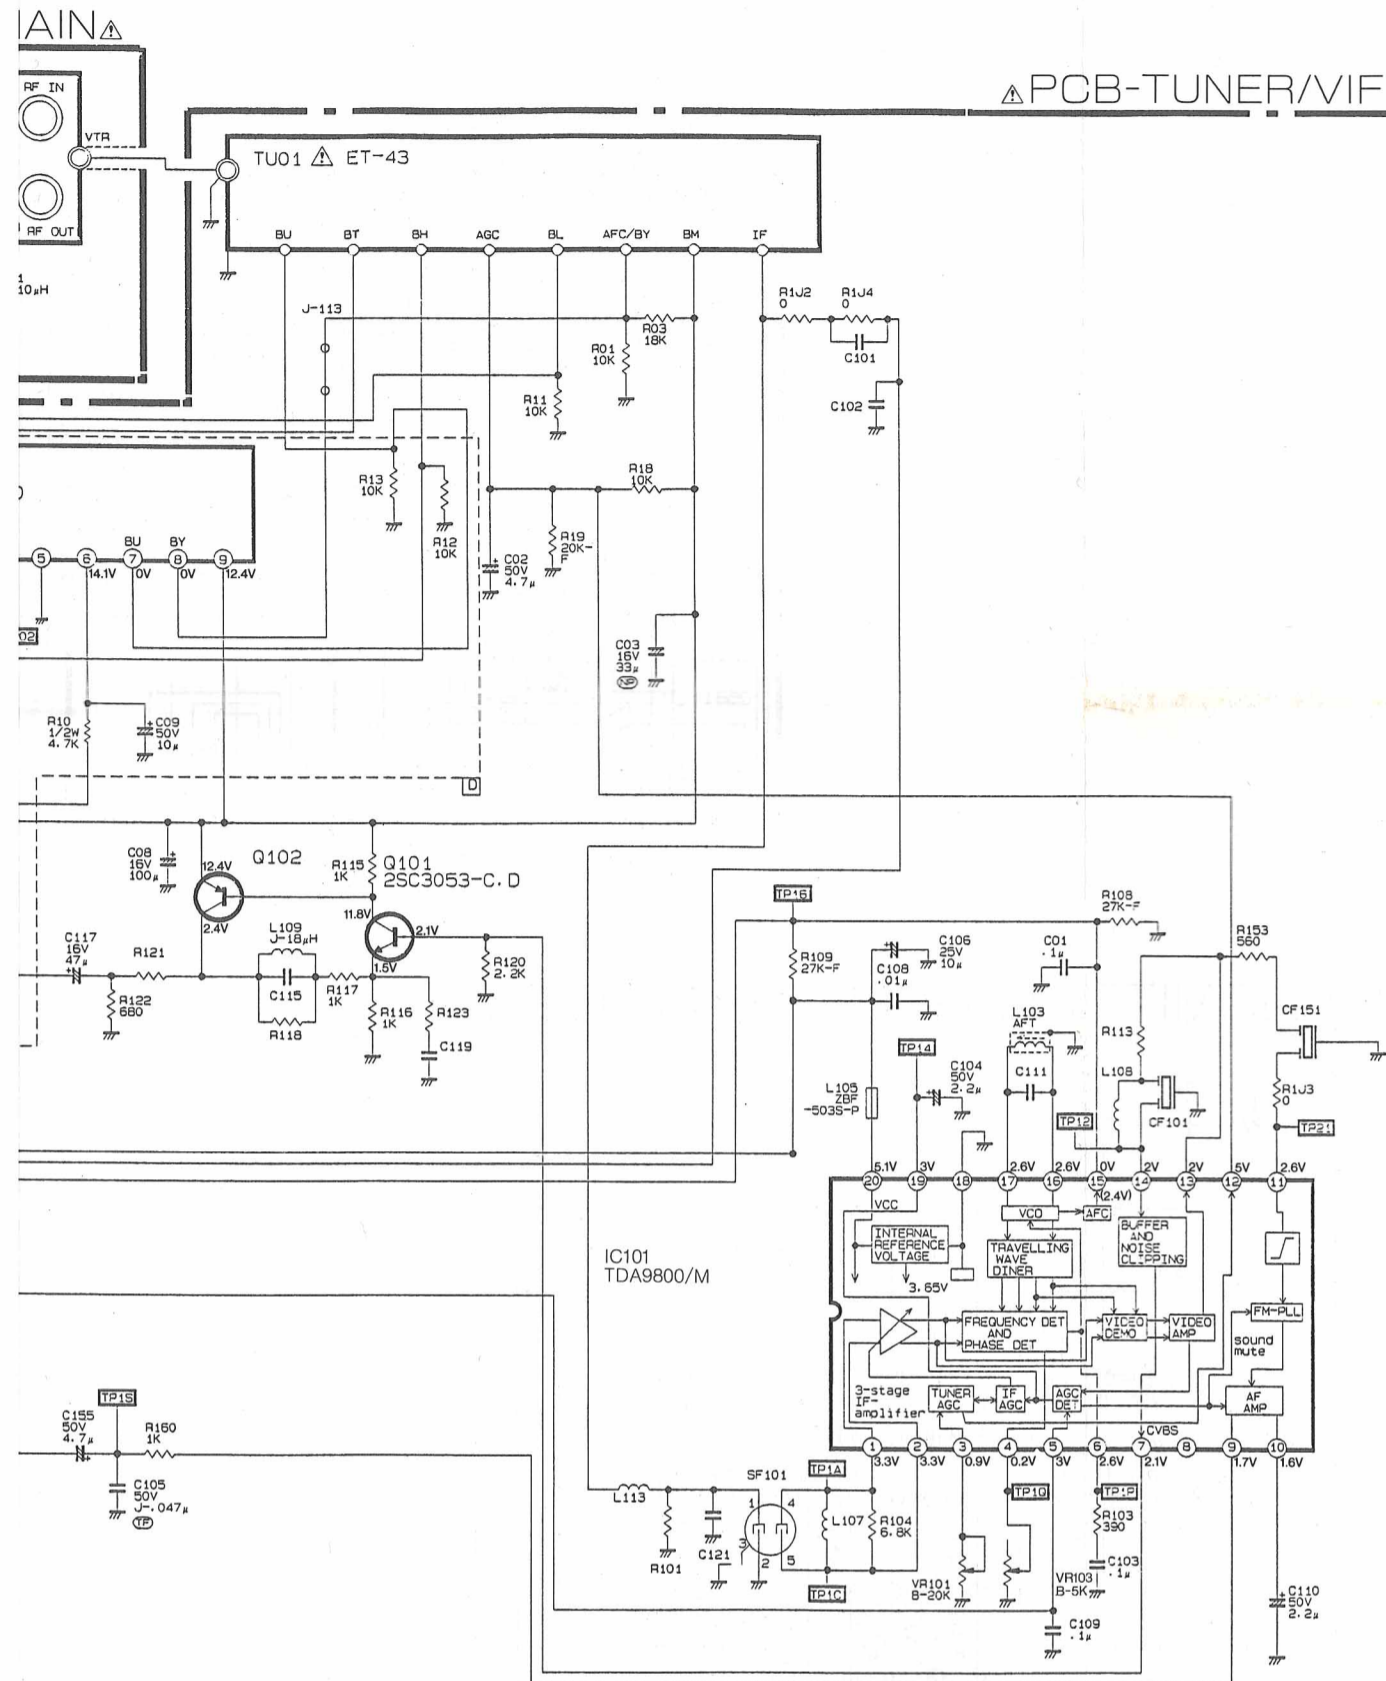 AIN⚠
⚠PCB-TUNER/VIF
RF IN
VTR
RF OUT
1
10μH
TU01 ⚠ ET-43
BU
BT
BH
AGC
BL
AFC/BY
BM
IF
J-113
R03
18K
R01
10K
R1J2
0
R1J4
0
C101
C102
R11
10K
R13
10K
R12
10K
R18
10K
R19
20K-
F
C02
50V
4.7μ
BU
BY
5
6
7
8
9
14.1V
0V
0V
12.4V
02
C03
16V
33μ
NP
R10
1/2W
4.7K
C09
50V
10μ
D
C08
16V
100μ
12.4V
Q102
2.4V
R115
1K
Q101
2SC3053-C.D
11.8V
2.1V
1.5V
C117
16V
47μ
R121
R122
680
L109
J-18μH
C115
R118
R117
1K
R116
1K
R123
C119
R120
2.2K
TP16
R109
27K-F
C106
25V
10μ
C108
.01μ
C01
.1μ
R108
27K-F
R153
560
CF151
R1J3
0
TP21
L103
AFT
C111
R113
L108
CF101
TP12
TP14
C104
50V
2.2μ
L105
ZBF
-503S-P
5.1V
3V
2.6V
2.6V
0V
(2.4V)
2V
2V
5V
2.6V
20
19
18
17
16
15
14
13
12
11
VCC
VCO
AFC
INTERNAL
REFERENCE
VOLTAGE
3.65V
TRAVELLING
WAVE
DINER
BUFFER
AND
NOISE
CLIPPING
IC101
TDA9800/M
FREQUENCY DET
AND
PHASE DET
VIDEO
DEMO
VIDEO
AMP
FM-PLL
sound
mute
3-stage
IF-
amplifier
TUNER
AGC
IF
AGC
AGC
DET
AF
AMP
CVBS
1
2
3
4
5
6
7
8
9
10
3.3V
3.3V
0.9V
0.2V
3V
2.6V
2.1V
1.7V
1.6V
TP1S
C155
50V
4.7μ
R160
1K
C105
50V
J-.047μ
TF
L113
R101
C121
SF101
1
4
3
2
5
TP1A
L107
R104
6.8K
TP1C
VR101
B-20K
TP1Q
TP1P
R103
390
VR103
B-5K
C103
.1μ
C109
.1μ
C110
50V
2.2μ